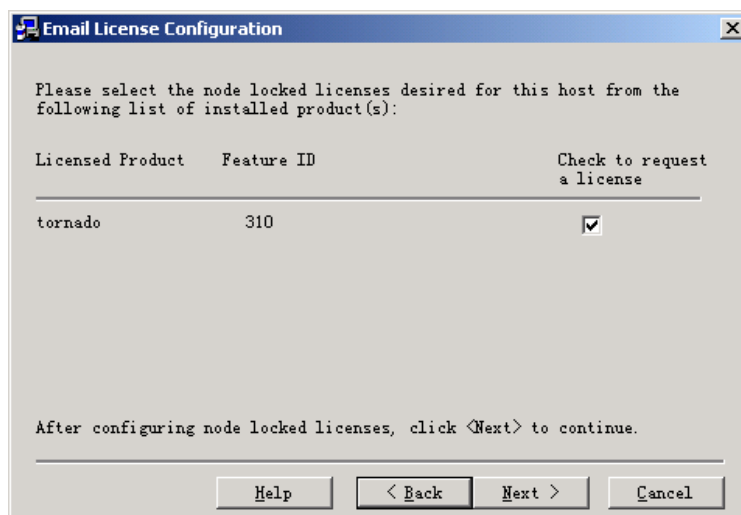 Email License Configuration
Please select the node locked licenses desired for this host from the
following list of installed product(s):
Licensed Product Feature ID Check to request
a license
tornado 310
After configuring node locked licenses, click <Next> to continue.
Help < Back Next > Cancel